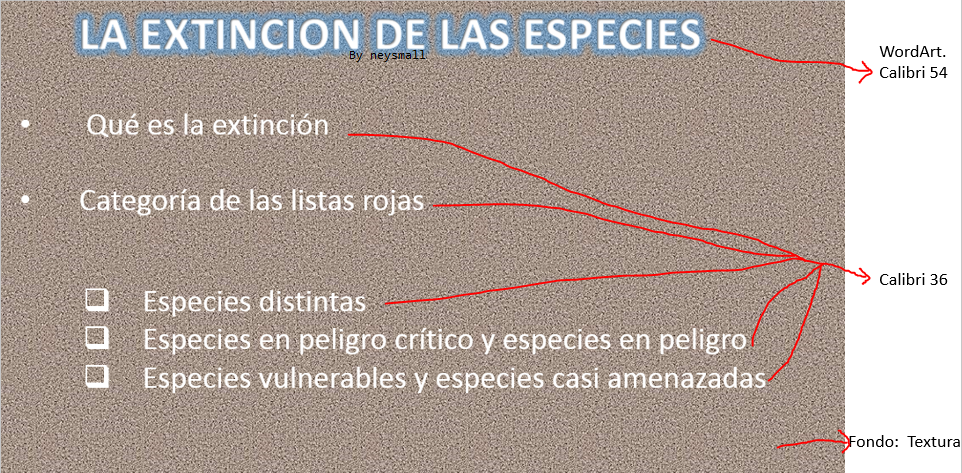 LA EXTINCION DE LAS ESPECIES
By neysmall
WordArt.
Calibri 54
• Qué es la extinción
• Categoría de las listas rojas
Calibri 36
❑ Especies distintas
❑ Especies en peligro crítico y especies en peligro
❑ Especies vulnerables y especies casi amenazadas
Fondo: Textura